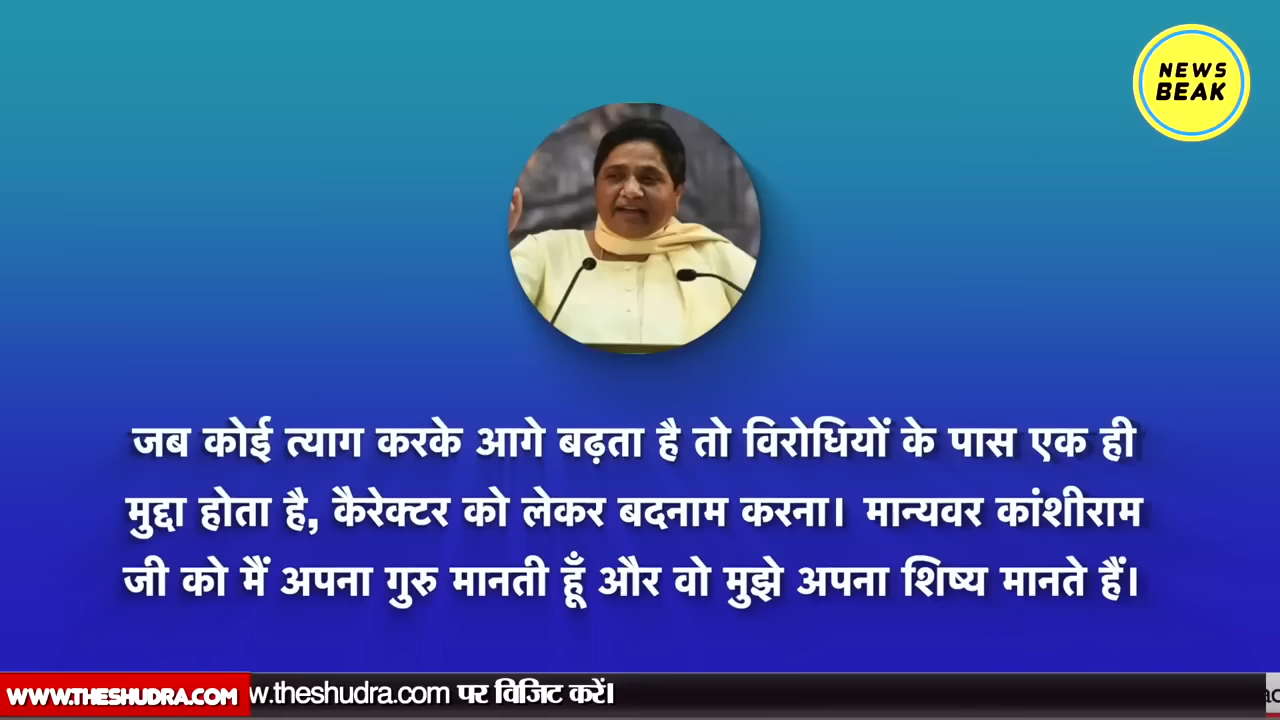 NEWS
BEAK
जब कोई त्याग करके आगे बढ़ता है तो विरोधियों के पास एक ही
मुद्दा होता है, कैरेक्टर को लेकर बदनाम करना। मान्यवर कांशीराम
जी को मैं अपना गुरु मानती हूँ और वो मुझे अपना शिष्य मानते हैं।
WWW.THESHUDRA.COM
w.theshudra.com पर विजिट करें।